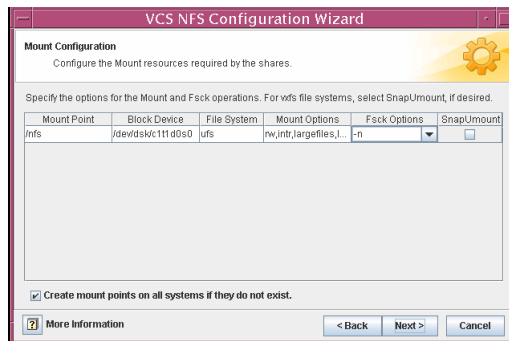 VCS NFS Configuration Wizard
Mount Configuration
Configure the Mount resources required by the shares.
Specify the options for the Mount and Fsck operations. For vxfs file systems, select SnapUmount, if desired.
Mount Point Block Device File System Mount Options Fsck Options SnapUmount
/nfs /dev/dsk/c1t1d0s0 ufs rw,intr,largefiles,l... -n
Create mount points on all systems if they do not exist.
? More Information < Back Next > Cancel